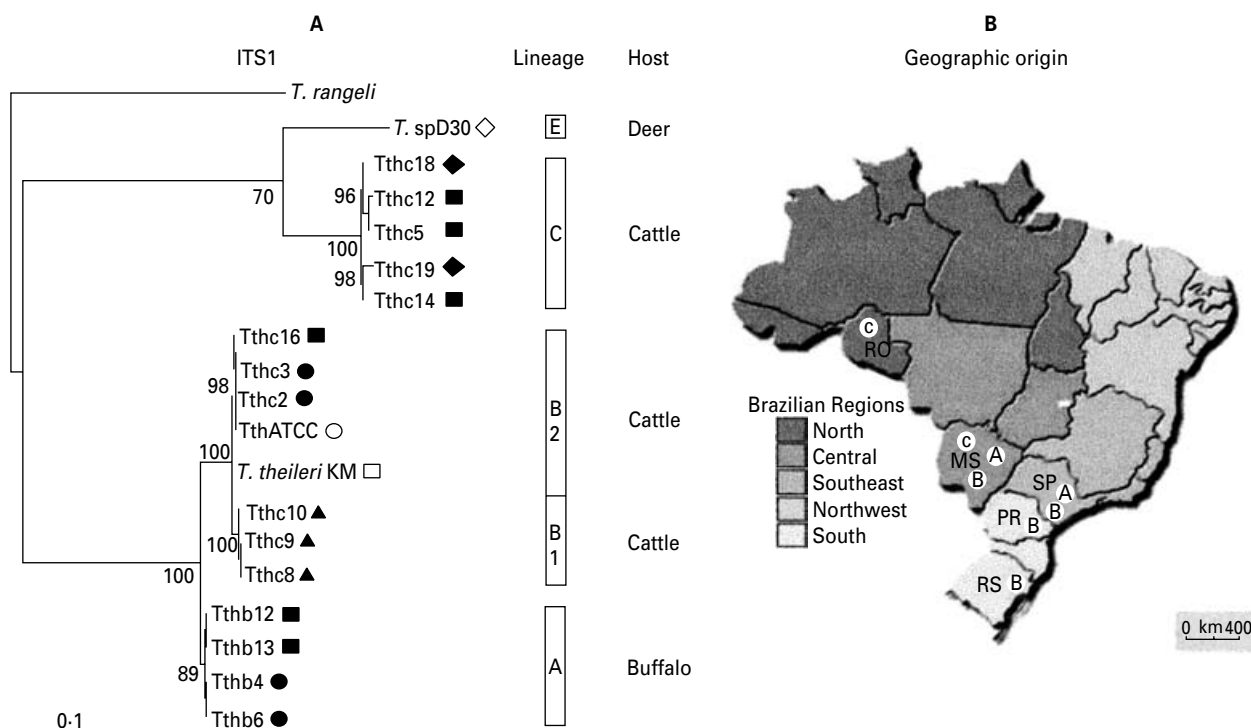 A
ITS1 Lineage Host
T. rangeli
T. spD30 E Deer
Tthc18
96
Tthc12
70
Tthc5 C Cattle
100
Tthc19
98
Tthc14
Tthc16
Tthc3
98
Tthc2 B Cattle
2
TthATCC
100
T. theileri KM
Tthc10
B
Tthc9 Cattle
100
1
Tthc8
100
Tthb12
Tthb13
A Buffalo
89
Tthb4
Tthb6
0·1
B
Geographic origin
c
RO
Brazilian Regions
North
Central
Southeast
Northwest
South
c
MS A
B
SP
A
B
PR B
RS B
0 km 400